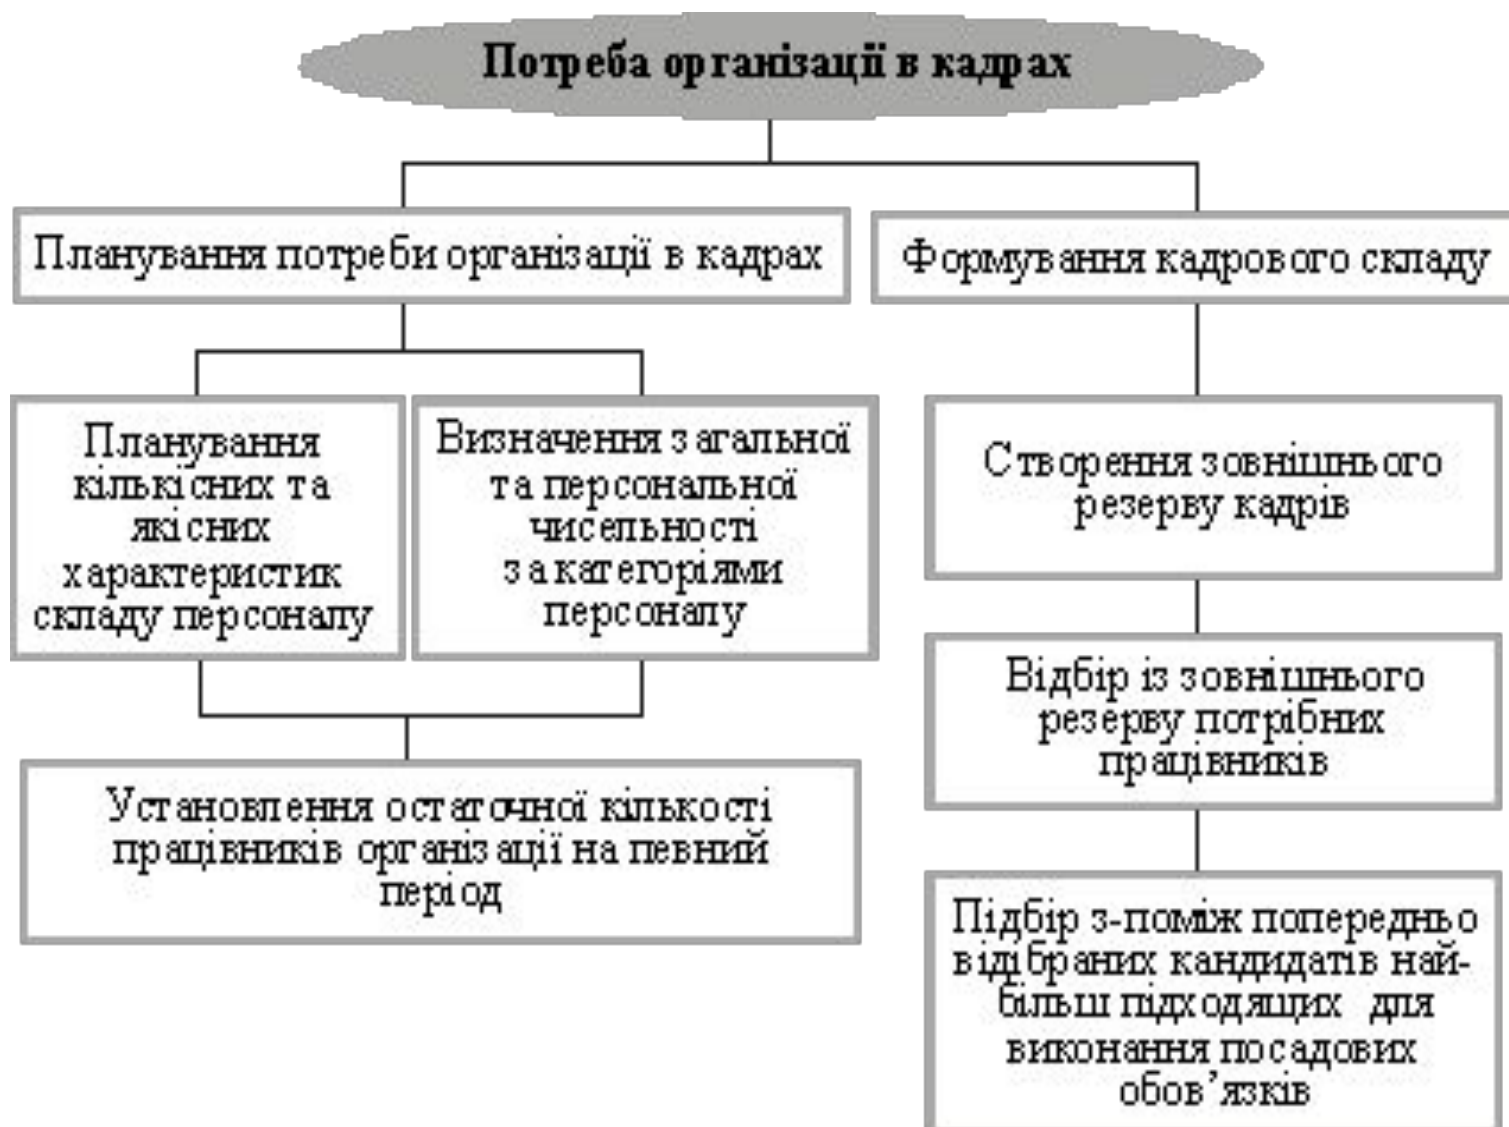 Потреба організації в кадрах
Планування потреби організації в кадрах
Формування кадрового складу
Планування
кількісних та
якісних
характеристик
складу персоналу
Визначення загальної
та персональної
чисельності
за категоріями
персоналу
Установлення остаточної кількості
працівників організації на певний
період
Створення зовнішнього
резерву кадрів
Відбір із зовнішнього
резерву потрібних
працівників
Підбір з-поміж попередньо
відібраних кандидатів най-
більш підходящих для
виконання посадових
обов’язків